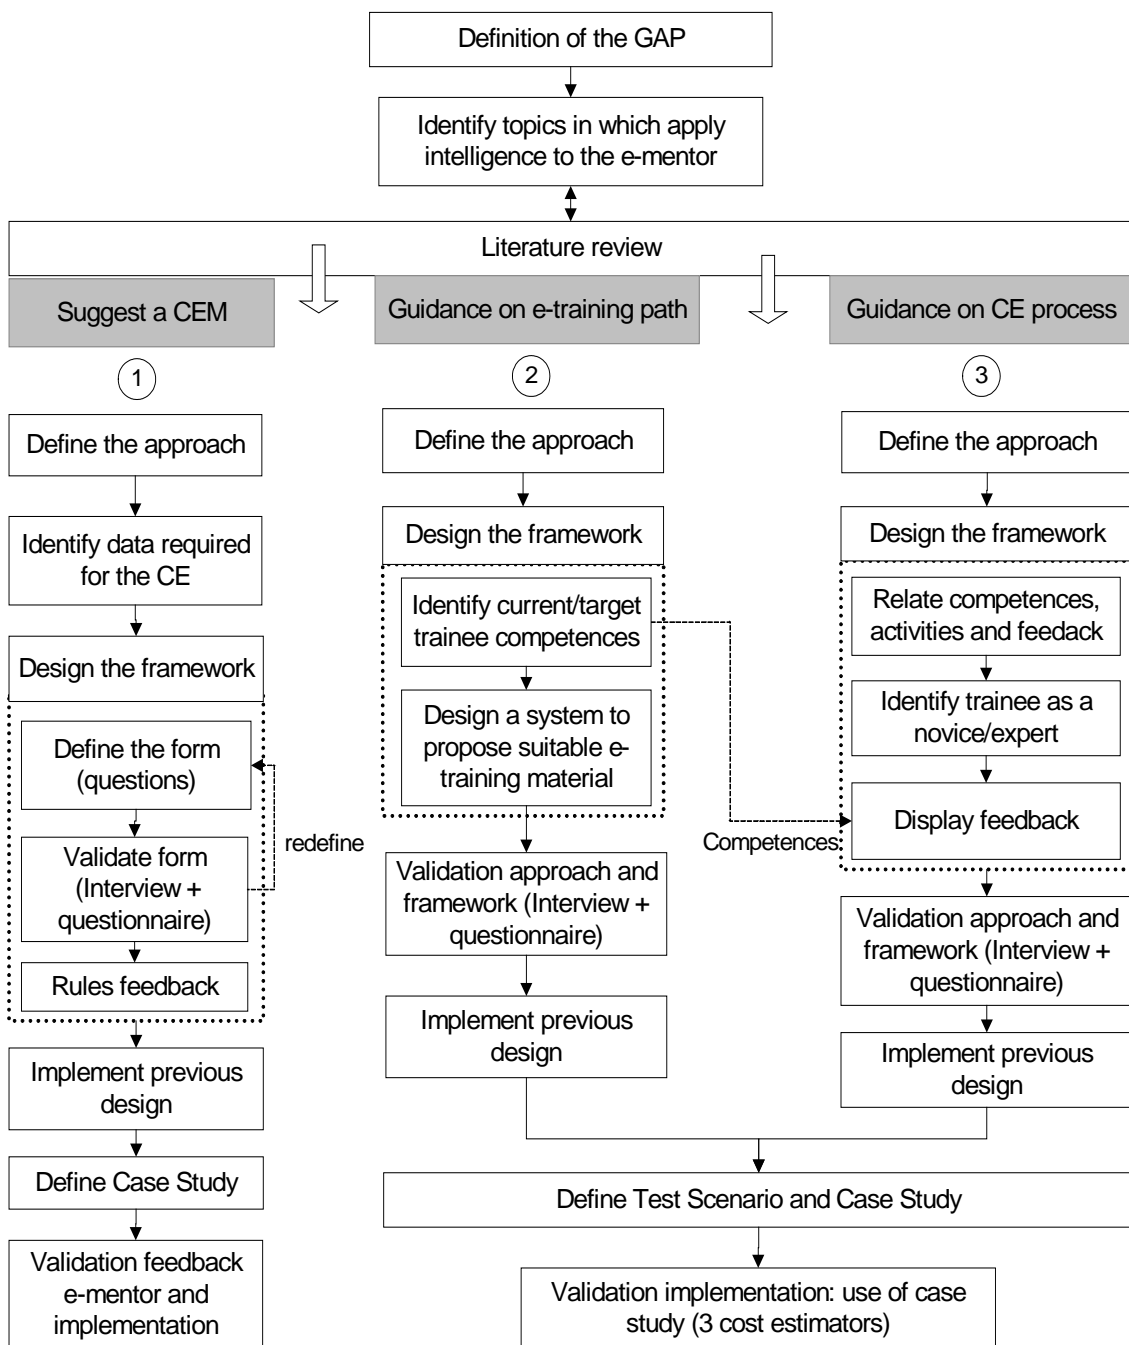 Definition of the GAP
Identify topics in which apply
intelligence to the e-mentor
Literature review
Suggest a CEM
Guidance on e-training path
Guidance on CE process
1
2
3
Define the approach
Identify data required
for the CE
Design the framework
Define the form
(questions)
Validate form
(Interview +
questionnaire)
redefine
Rules feedback
Implement previous
design
Define Case Study
Validation feedback
e-mentor and
implementation
Define the approach
Design the framework
Identify current/target
trainee competences
Design a system to
propose suitable e-
training material
Competences
Validation approach and
framework (Interview +
questionnaire)
Implement previous
design
Define the approach
Design the framework
Relate competences,
activities and feedack
Identify trainee as a
novice/expert
Display feedback
Validation approach and
framework (Interview +
questionnaire)
Implement previous
design
Define Test Scenario and Case Study
Validation implementation: use of case
study (3 cost estimators)